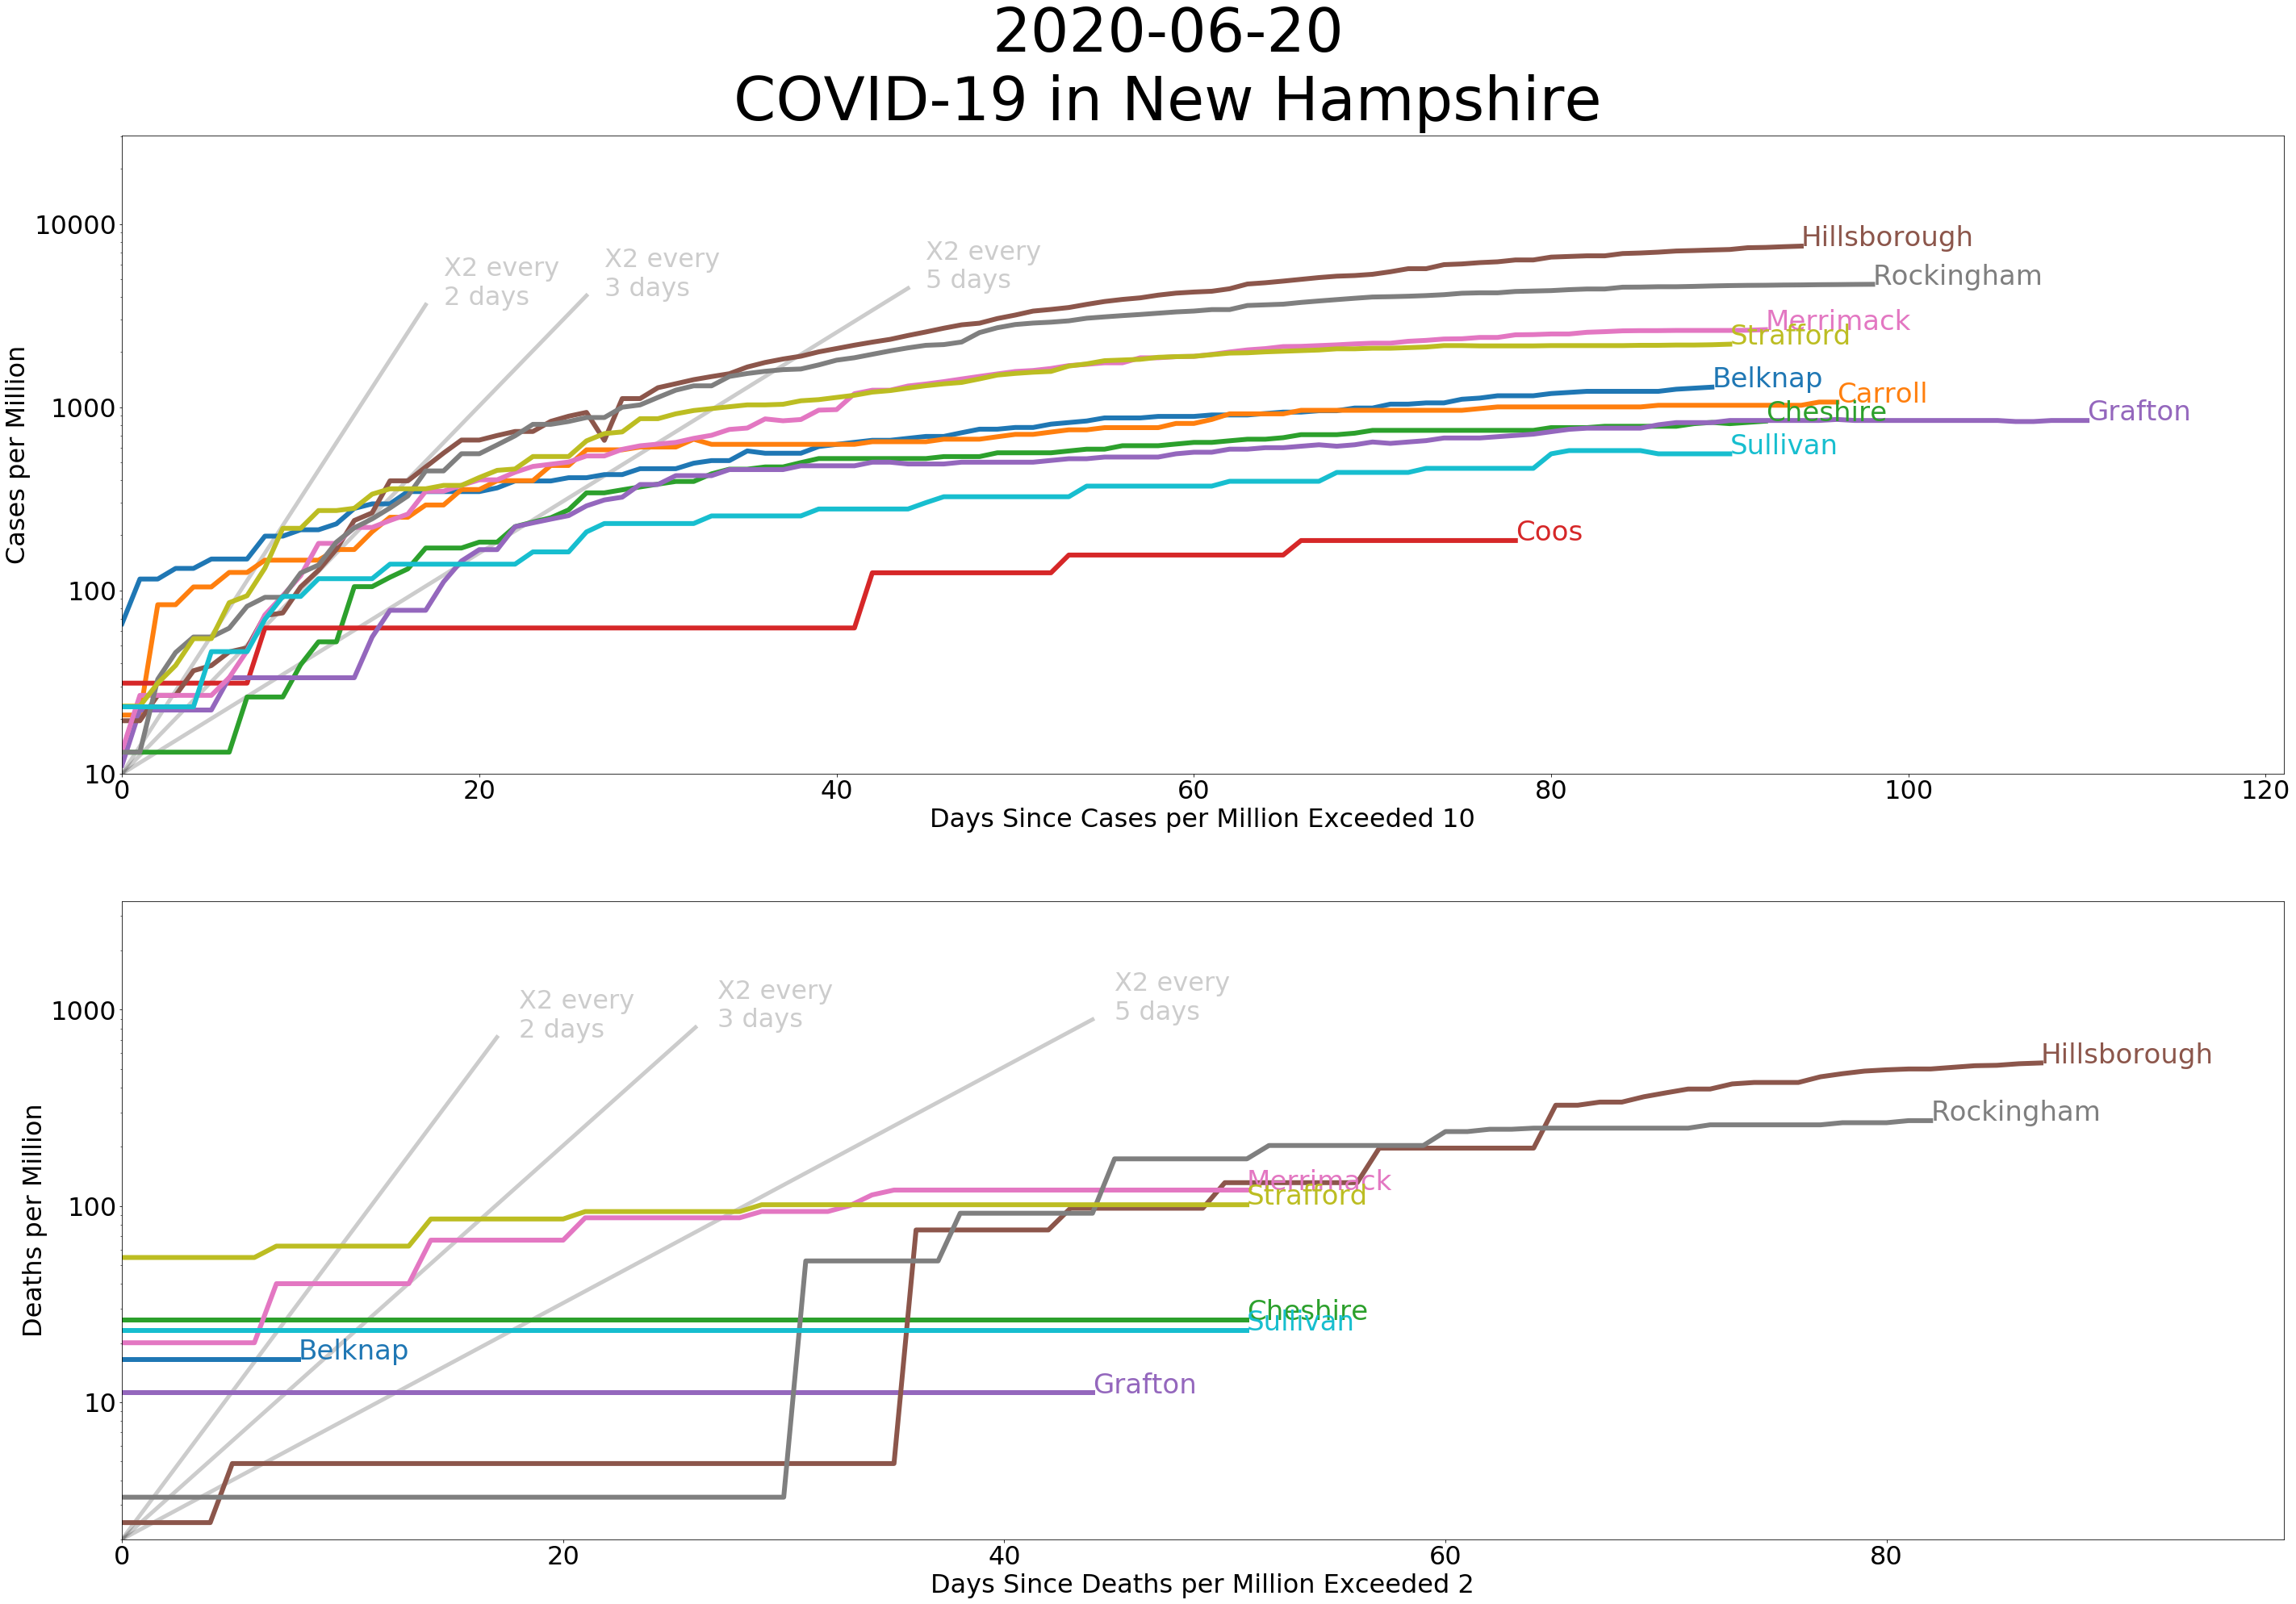 2020-06-20
COVID-19 in New Hampshire
Cases per Million
10000
1000
100
10
X2 every
2 days
X2 every
3 days
X2 every
5 days
Hillsborough
Rockingham
Merrimack
Strafford
Belknap
Carroll
Cheshire
Grafton
Sullivan
Coos
0 20 40 60 80 100 120
Days Since Cases per Million Exceeded 10
Deaths per Million
1000
100
10
X2 every
2 days
X2 every
3 days
X2 every
5 days
Hillsborough
Rockingham
Merrimack
Strafford
Cheshire
Sullivan
Belknap
Grafton
0 20 40 60 80
Days Since Deaths per Million Exceeded 2